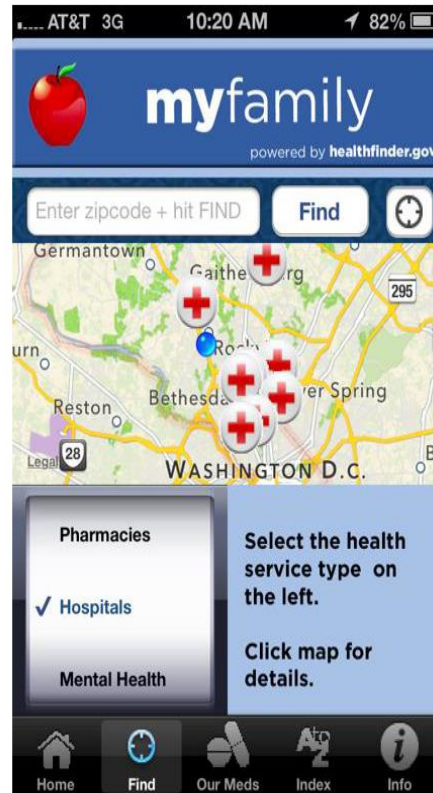 AT&T 3G 10:20 AM 82%
myfamily
powered by healthfinder.gov
Enter zipcode + hit FIND Find
Germantown
Gaithe rg
295
urn
Rock
Bethesda ver Spring
Reston
28
Legal
WASHINGTON D.C.
Pharmacies
✓ Hospitals
Mental Health
Select the health
service type on
the left.
Click map for
details.
A to Z
Home Find Our Meds Index Info